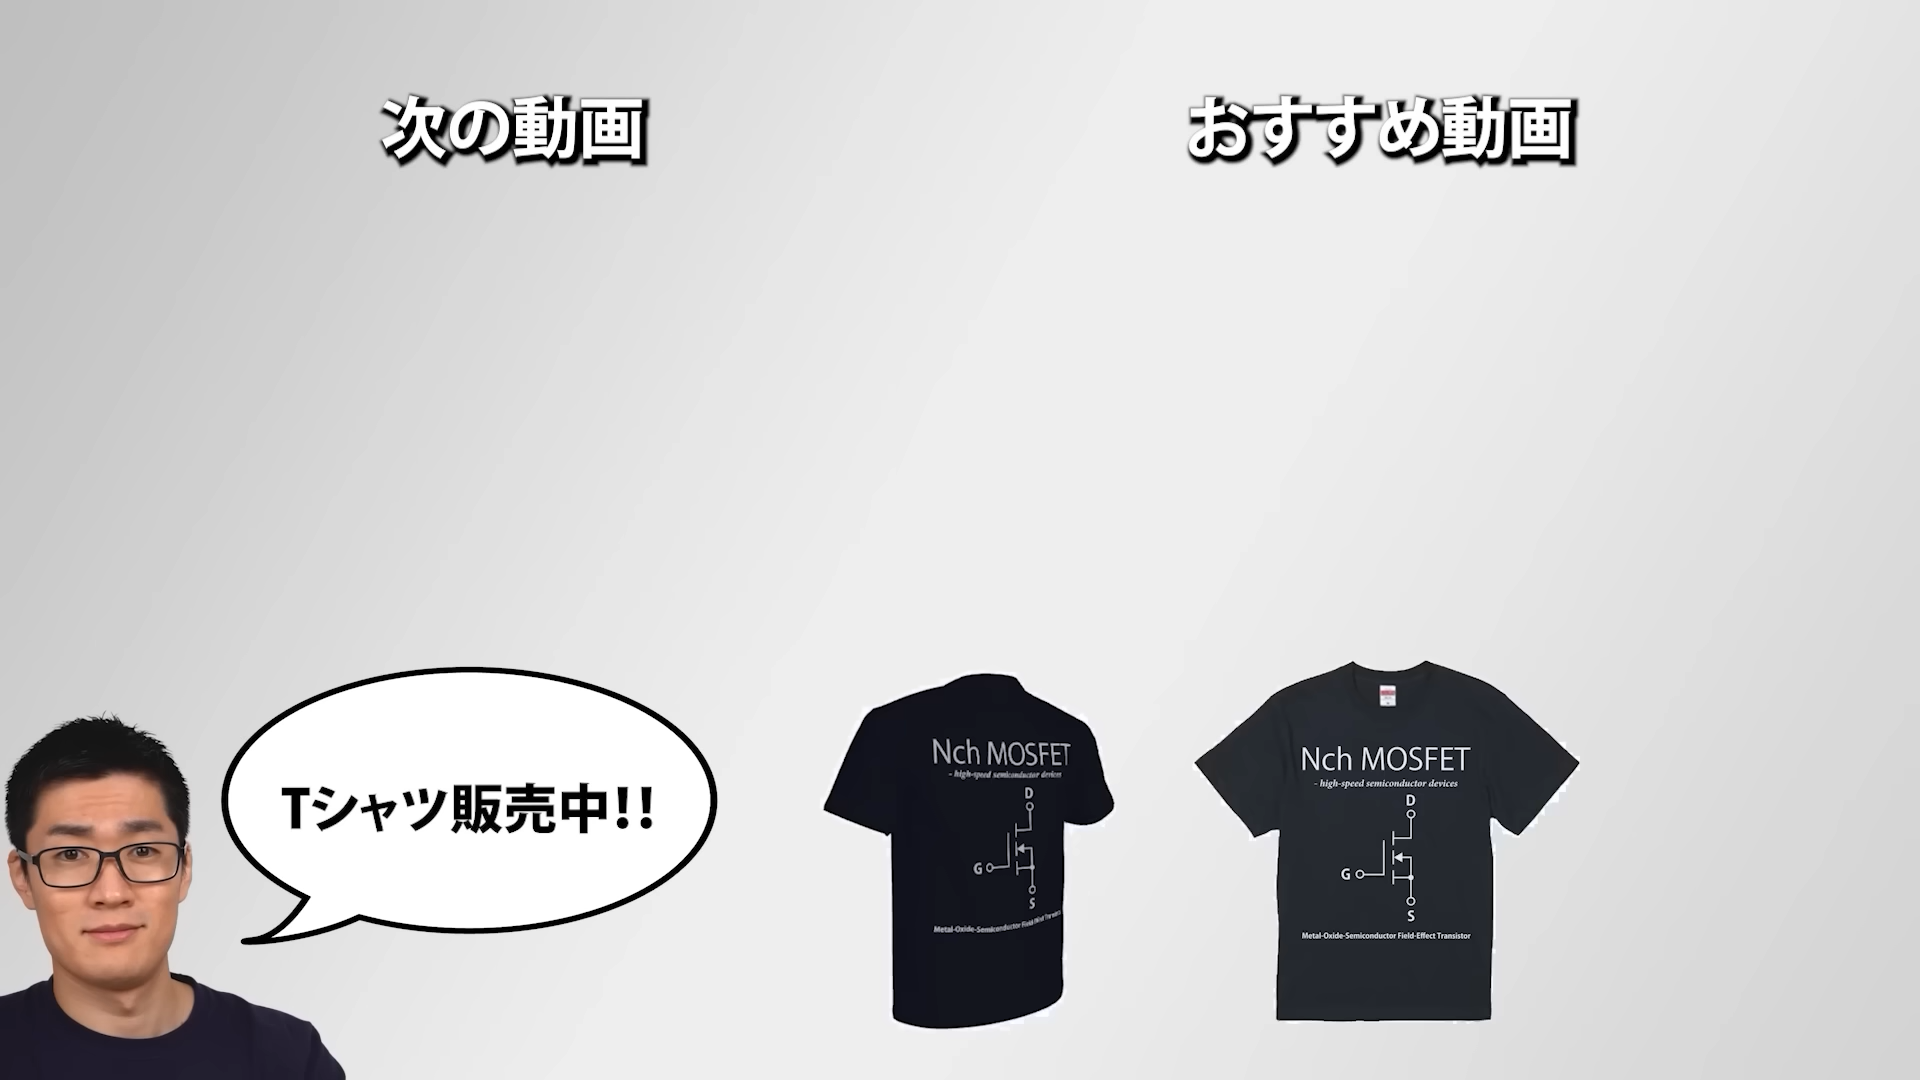 次の動画
おすすめ動画
Tシャツ販売中!!
Nch MOSFET
- high-speed semiconductor devices
D
G
S
Metal-Oxide-Semiconductor Field-Effect
Nch MOSFET
- high-speed semiconductor devices
D
G
S
Metal-Oxide-Semiconductor Field-Effect Transistor